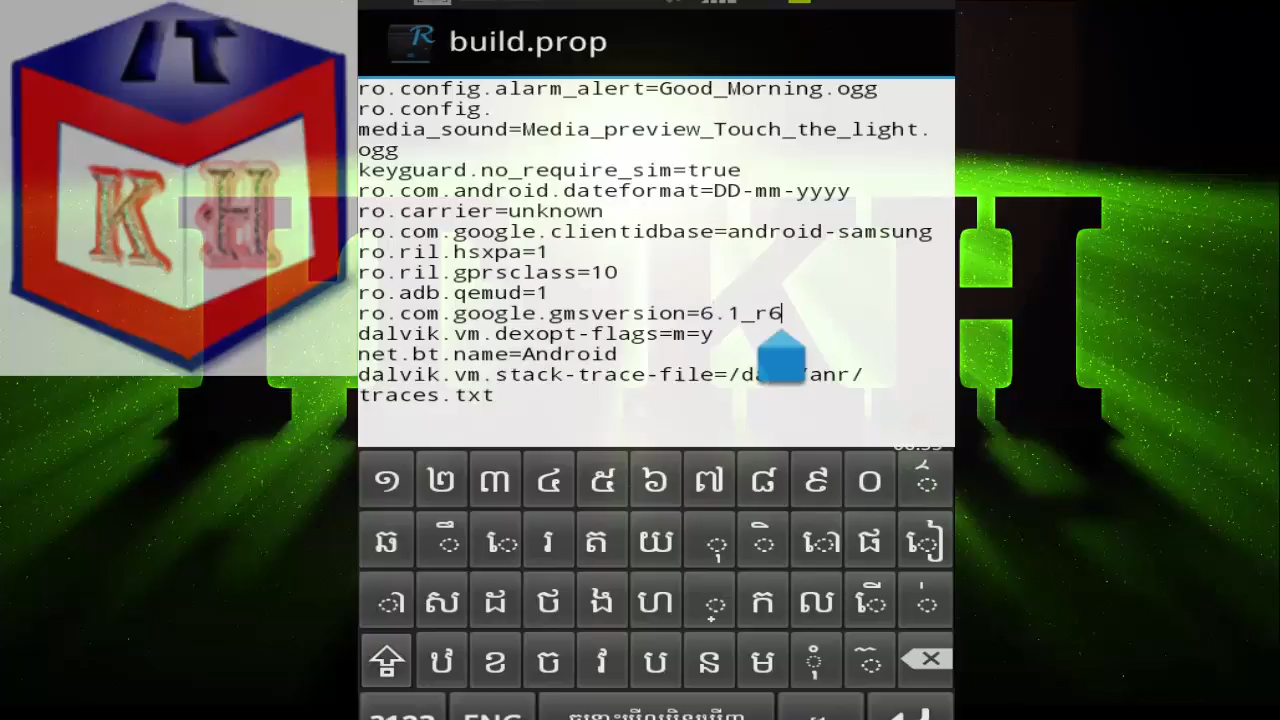 IT
K H
build.prop
ro.config.alarm_alert=Good_Morning.ogg
ro.config.
media_sound=Media_preview_Touch_the_light.
ogg
keyguard.no_require_sim=true
ro.com.android.dateformat=DD-mm-yyyy
ro.carrier=unknown
ro.com.google.clientidbase=android-samsung
ro.ril.hsxpa=1
ro.ril.gprsclass=10
ro.adb.qemud=1
ro.com.google.gmsversion=6.1_r6
dalvik.vm.dexopt-flags=m=y
net.bt.name=Android
dalvik.vm.stack-trace-file=/data/anr/
traces.txt
១ ២ ៣ ៤ ៥ ៦ ៧ ៨ ៩ ០ ៌
ឆ ឹ េ រ ត យ ុ ិ ោ ផ ៀ
ា ស ដ ថ ង ហ ្ ក ល ើ ់
ឋ ខ ច វ ប ន ម ុំ ៊
ENG